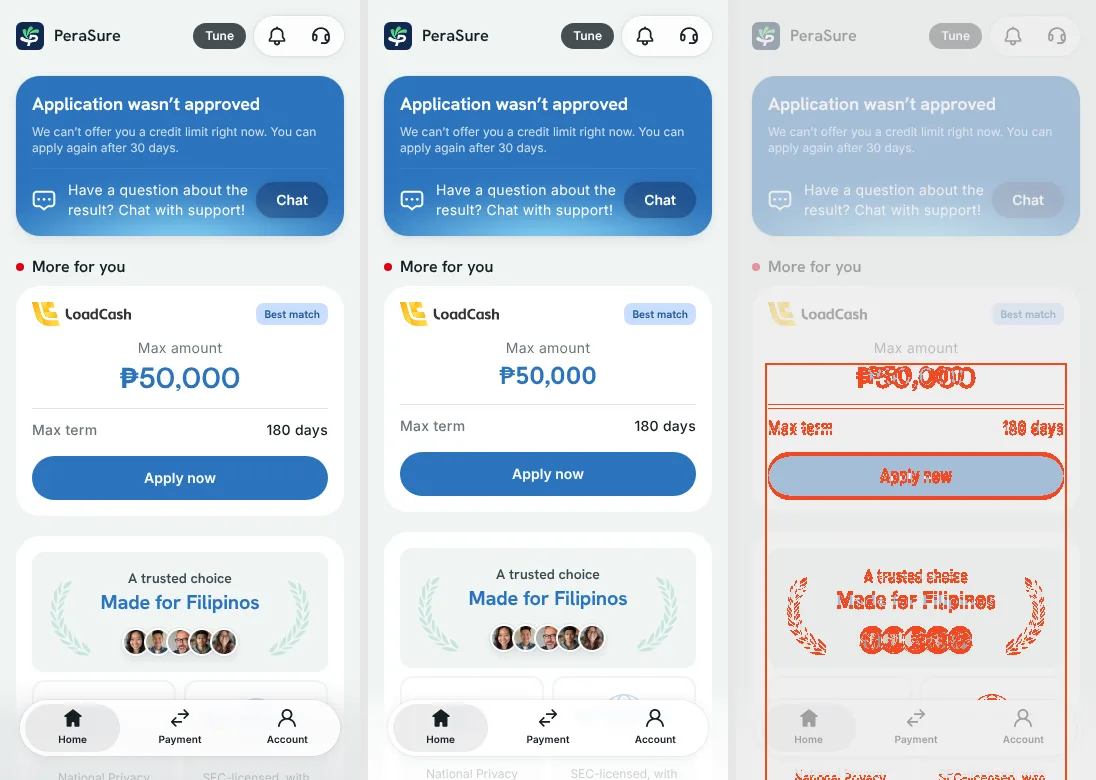 PeraSure
Tune
Application wasn't approved
We can't offer you a credit limit right now. You can
apply again after 30 days.
Have a question about the
result? Chat with support!
Chat
More for you
LoadCash
Best match
Max amount
₱50,000
Max term
180 days
Apply now
A trusted choice
Made for Filipinos
Home
Payment
Account
National Privacy
SEC-licensed, with
PeraSure
Tune
Application wasn't approved
We can't offer you a credit limit right now. You can
apply again after 30 days.
Have a question about the
result? Chat with support!
Chat
More for you
LoadCash
Best match
Max amount
₱50,000
Max term
180 days
Apply now
A trusted choice
Made for Filipinos
Home
Payment
Account
National Privacy
SEC-licensed, with
PeraSure
Tune
Application wasn't approved
We can't offer you a credit limit right now. You can
apply again after 30 days.
Have a question about the
result? Chat with support!
Chat
More for you
LoadCash
Best match
Max amount
₱50,000
Max term
180 days
Apply now
A trusted choice
Made for Filipinos
Home
Payment
Account
National Privacy
SEC-licensed, with